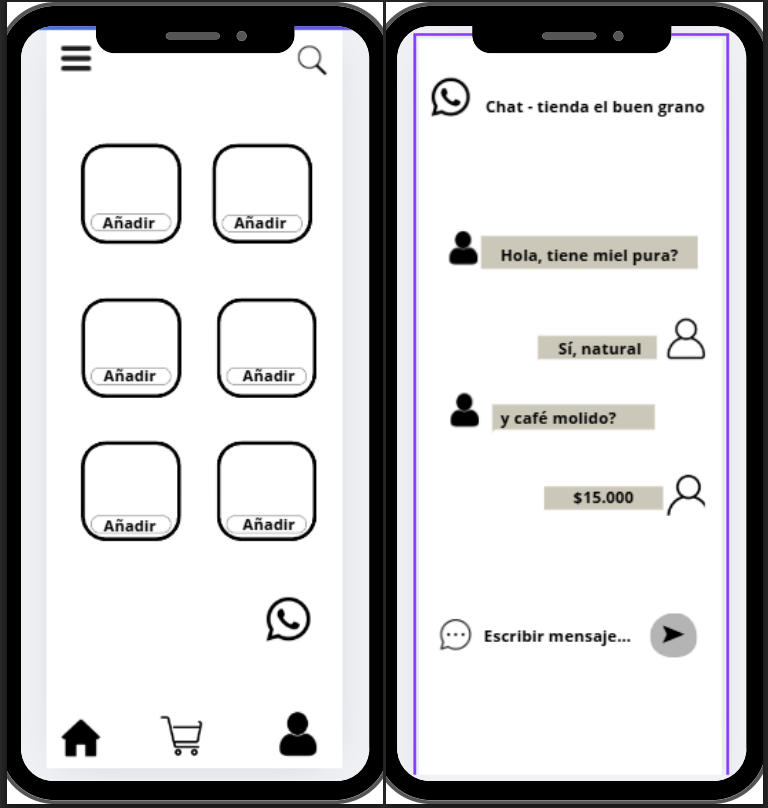 Añadir
Añadir
Añadir
Añadir
Añadir
Añadir
Chat - tienda el buen grano
Hola, tiene miel pura?
Sí, natural
y café molido?
$15.000
Escribir mensaje...